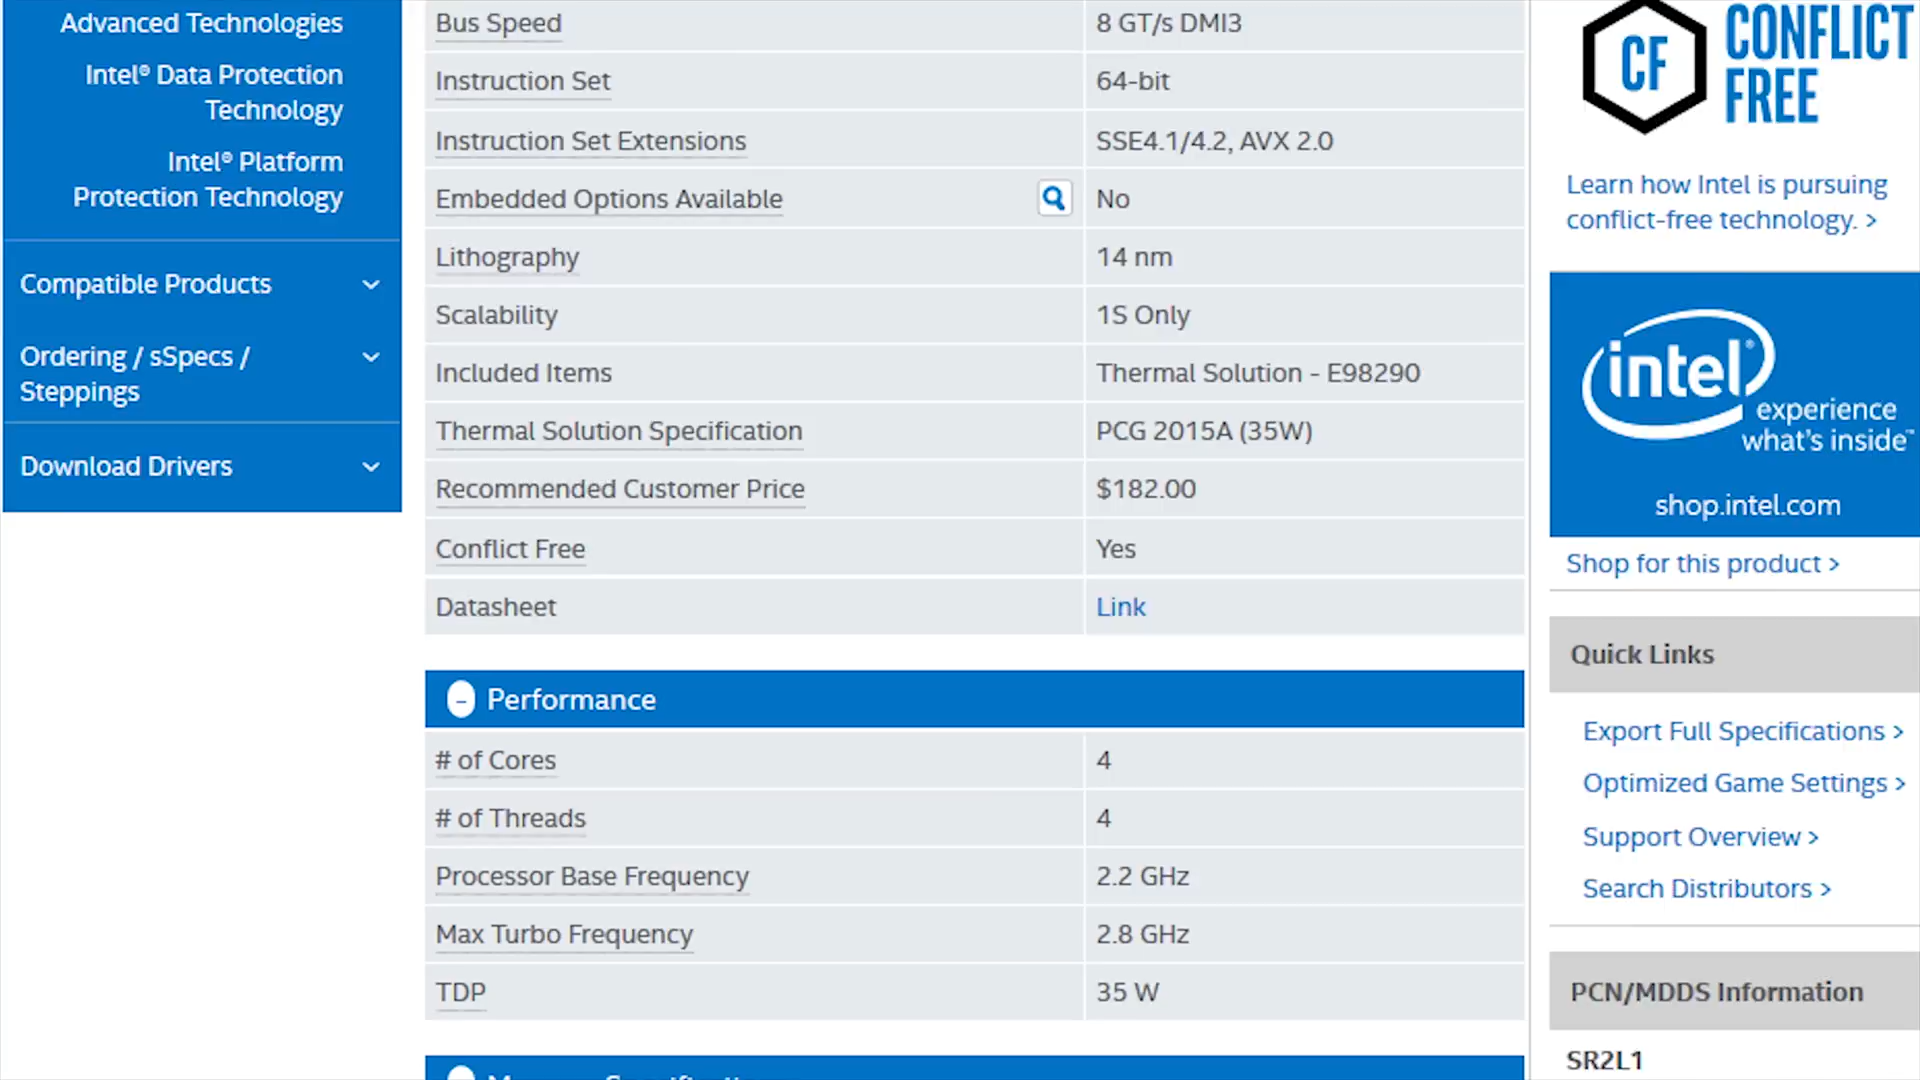 Advanced Technologies
Intel® Data Protection
Technology
Intel® Platform
Protection Technology
Compatible Products
Ordering / sSpecs /
Steppings
Download Drivers
Bus Speed 8 GT/s DMI3
Instruction Set 64-bit
Instruction Set Extensions SSE4.1/4.2, AVX 2.0
Embedded Options Available No
Lithography 14 nm
Scalability 1S Only
Included Items Thermal Solution - E98290
Thermal Solution Specification PCG 2015A (35W)
Recommended Customer Price $182.00
Conflict Free Yes
Datasheet Link
Performance
# of Cores 4
# of Threads 4
Processor Base Frequency 2.2 GHz
Max Turbo Frequency 2.8 GHz
TDP 35 W
CF
CONFLICT
FREE
Learn how Intel is pursuing
conflict-free technology. >
intel®
experience
what's inside™
shop.intel.com
Shop for this product >
Quick Links
Export Full Specifications >
Optimized Game Settings >
Support Overview >
Search Distributors >
PCN/MDDS Information
SR2L1